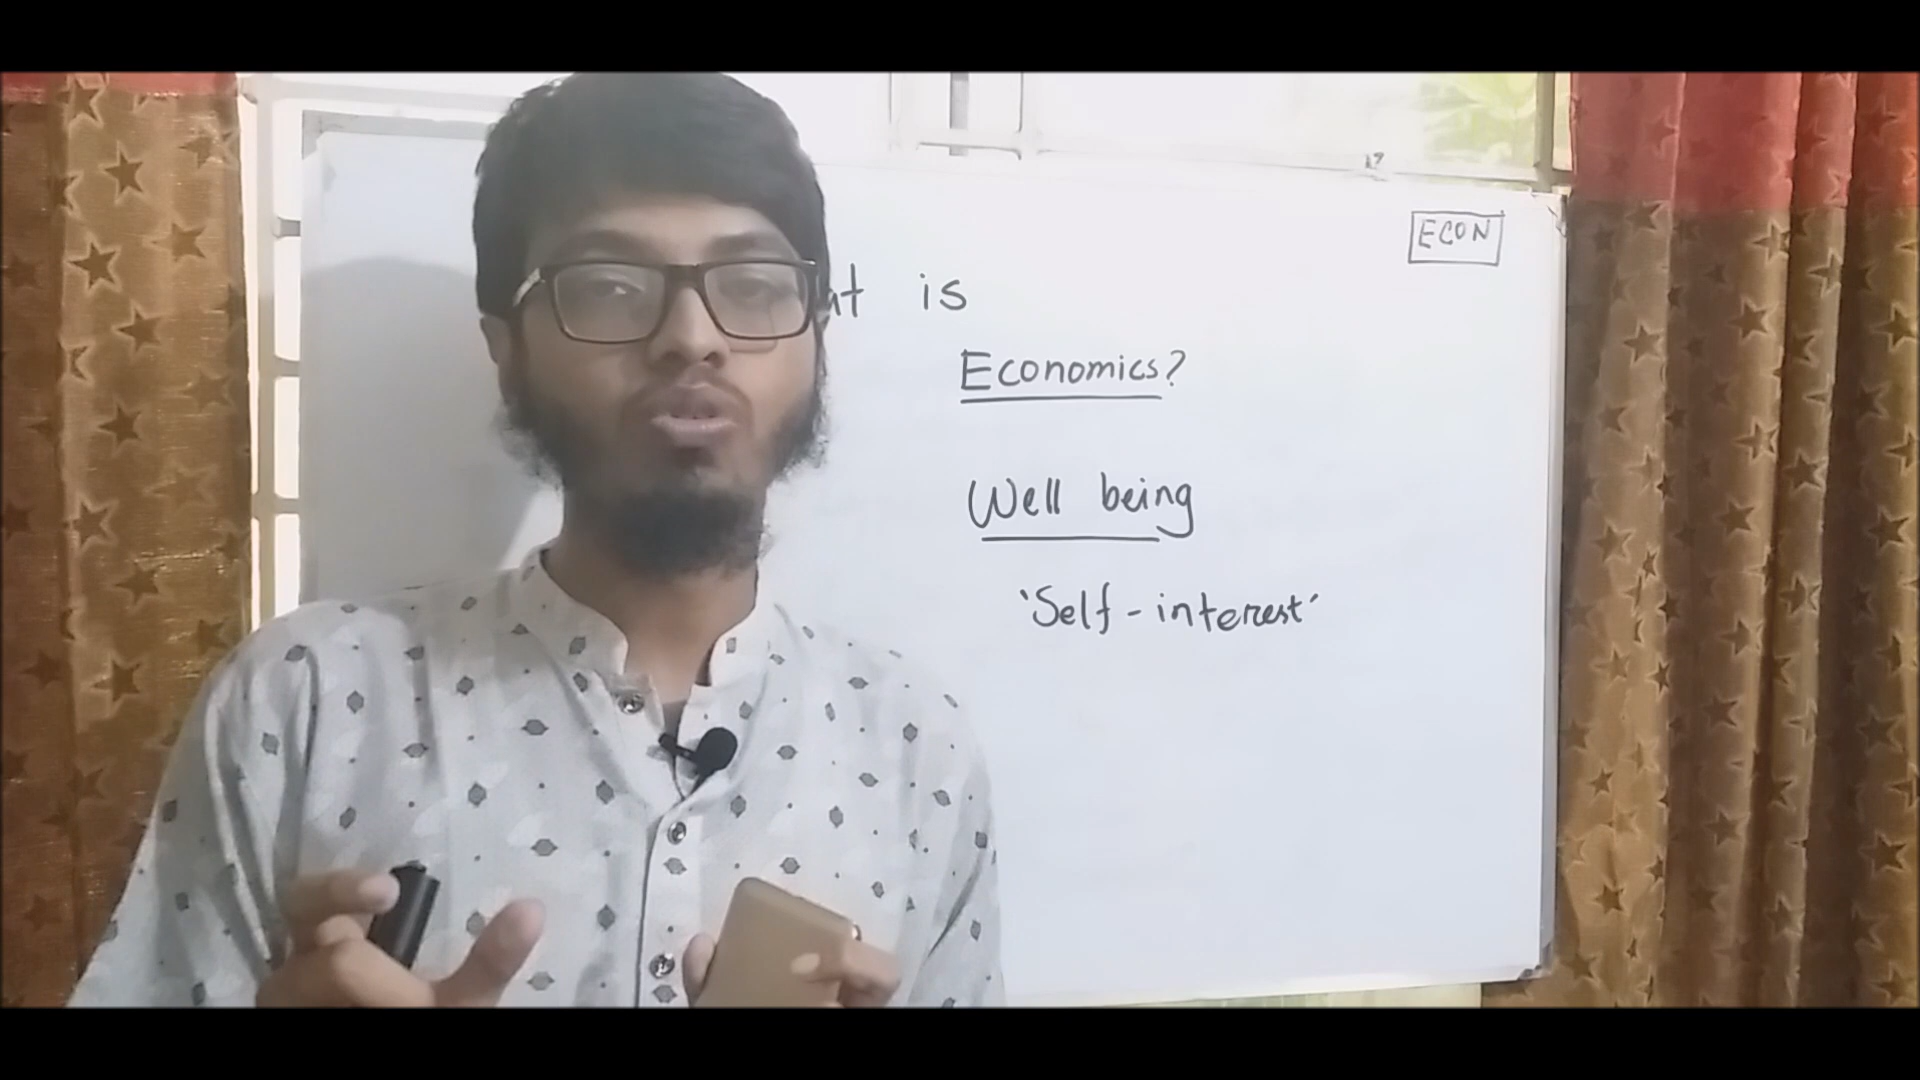 ECON
is
Economics?
Well being
'Self-interest'